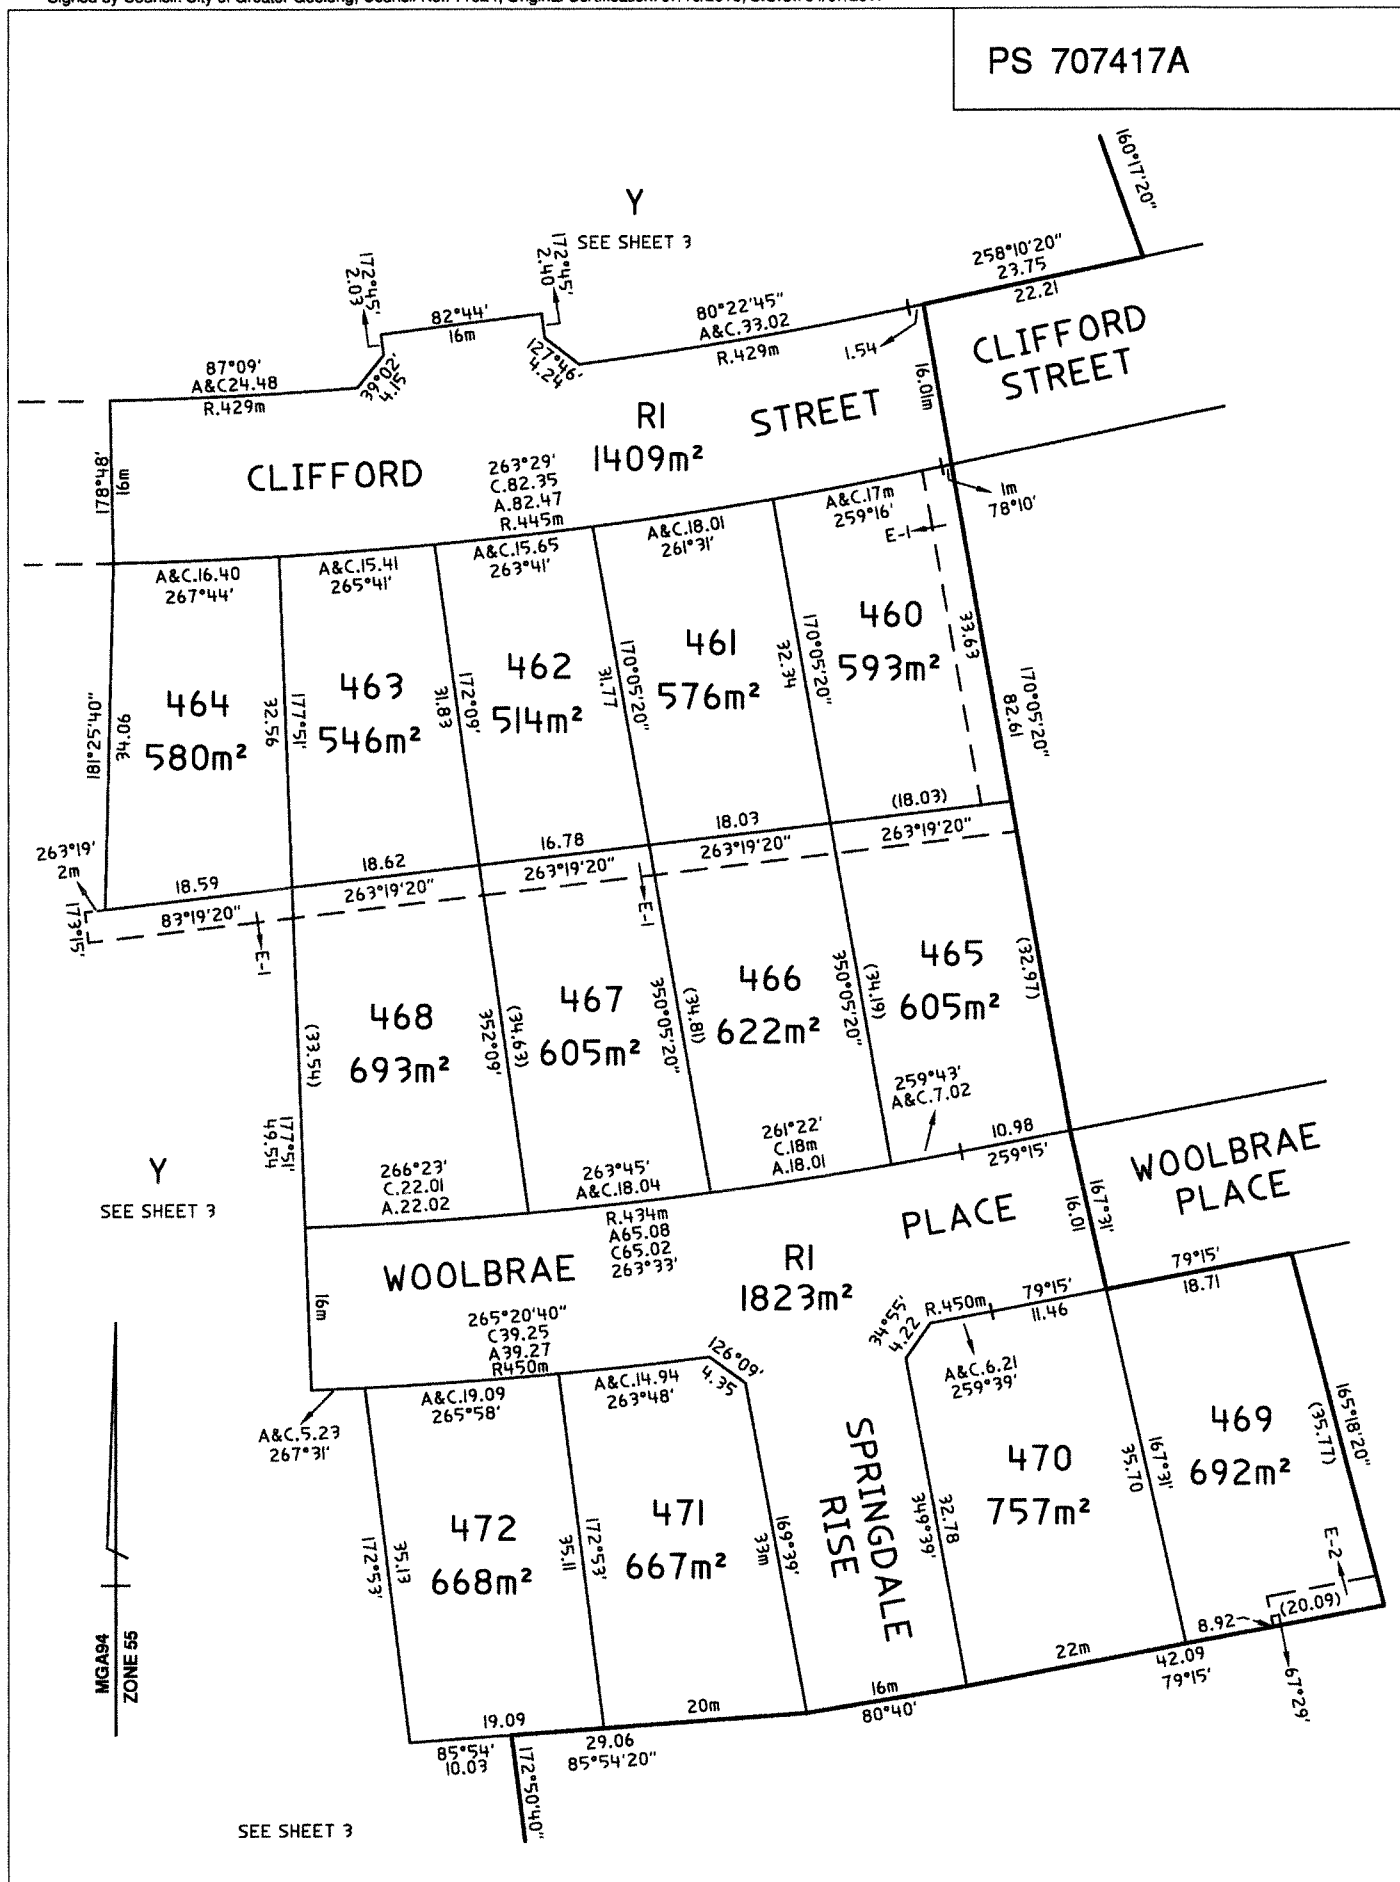 PS 707417A
160°17'20"
Y
SEE SHEET 3
172°45'
2.03
172°45'
2.40
82°44'
16m
87°09'
A&C24.48
R.429m
39°02'
4.15
127°46'
4.24
80°22'45"
A&C.33.02
R.429m
1.54
258°10'20"
23.75
22.21
CLIFFORD
STREET
16.01m
178°48'
16m
CLIFFORD
STREET
R1
1409m²
263°29'
C.82.35
A.82.47
R.445m
A&C.16.40
267°44'
A&C.15.41
265°41'
A&C.15.65
263°41'
A&C.18.01
261°31'
A&C.17m
259°16'
E-1
1m
78°10'
181°25'40"
34.06
464
580m²
32.56
177°51'
463
546m²
31.83
172°09'
462
514m²
31.77
170°05'20"
461
576m²
32.34
170°05'20"
460
593m²
33.63
170°05'20"
82.61
263°19'
2m
173°15'
18.59
83°19'20"
E-1
18.62
263°19'20"
16.78
263°19'20"
E-1
18.03
263°19'20"
(18.03)
263°19'20"
(33.54)
177°51'
49.54
468
693m²
352°09'
(34.63)
467
605m²
350°05'20"
(34.81)
466
622m²
350°05'20"
(34.19)
465
605m²
(32.97)
259°43'
A&C.7.02
10.98
259°15'
266°23'
C.22.01
A.22.02
263°45'
A&C.18.04
261°22'
C.18m
A.18.01
Y
SEE SHEET 3
R.434m
A65.08
C65.02
263°33'
WOOLBRAE
PLACE
R1
1823m²
WOOLBRAE
PLACE
167°31'
16.01
16m
265°20'40"
C39.25
A39.27
R450m
79°15'
18.71
79°15'
11.46
R.450m
34°55'
4.22
A&C.6.21
259°39'
126°09'
4.35
A&C.5.23
267°31'
A&C.19.09
265°58'
A&C.14.94
263°48'
172°53'
35.13
472
668m²
35.11
172°53'
471
667m²
169°39'
33m
SPRINGDALE
RISE
349°39'
32.78
470
757m²
35.70
167°31'
469
692m²
165°18'20"
(35.77)
E-2
(20.09)
8.92
67°29'
22m
42.09
79°15'
16m
80°40'
20m
29.06
85°54'20"
19.09
85°54'
10.03
172°50'40"
MGA94
ZONE 55
SEE SHEET 3